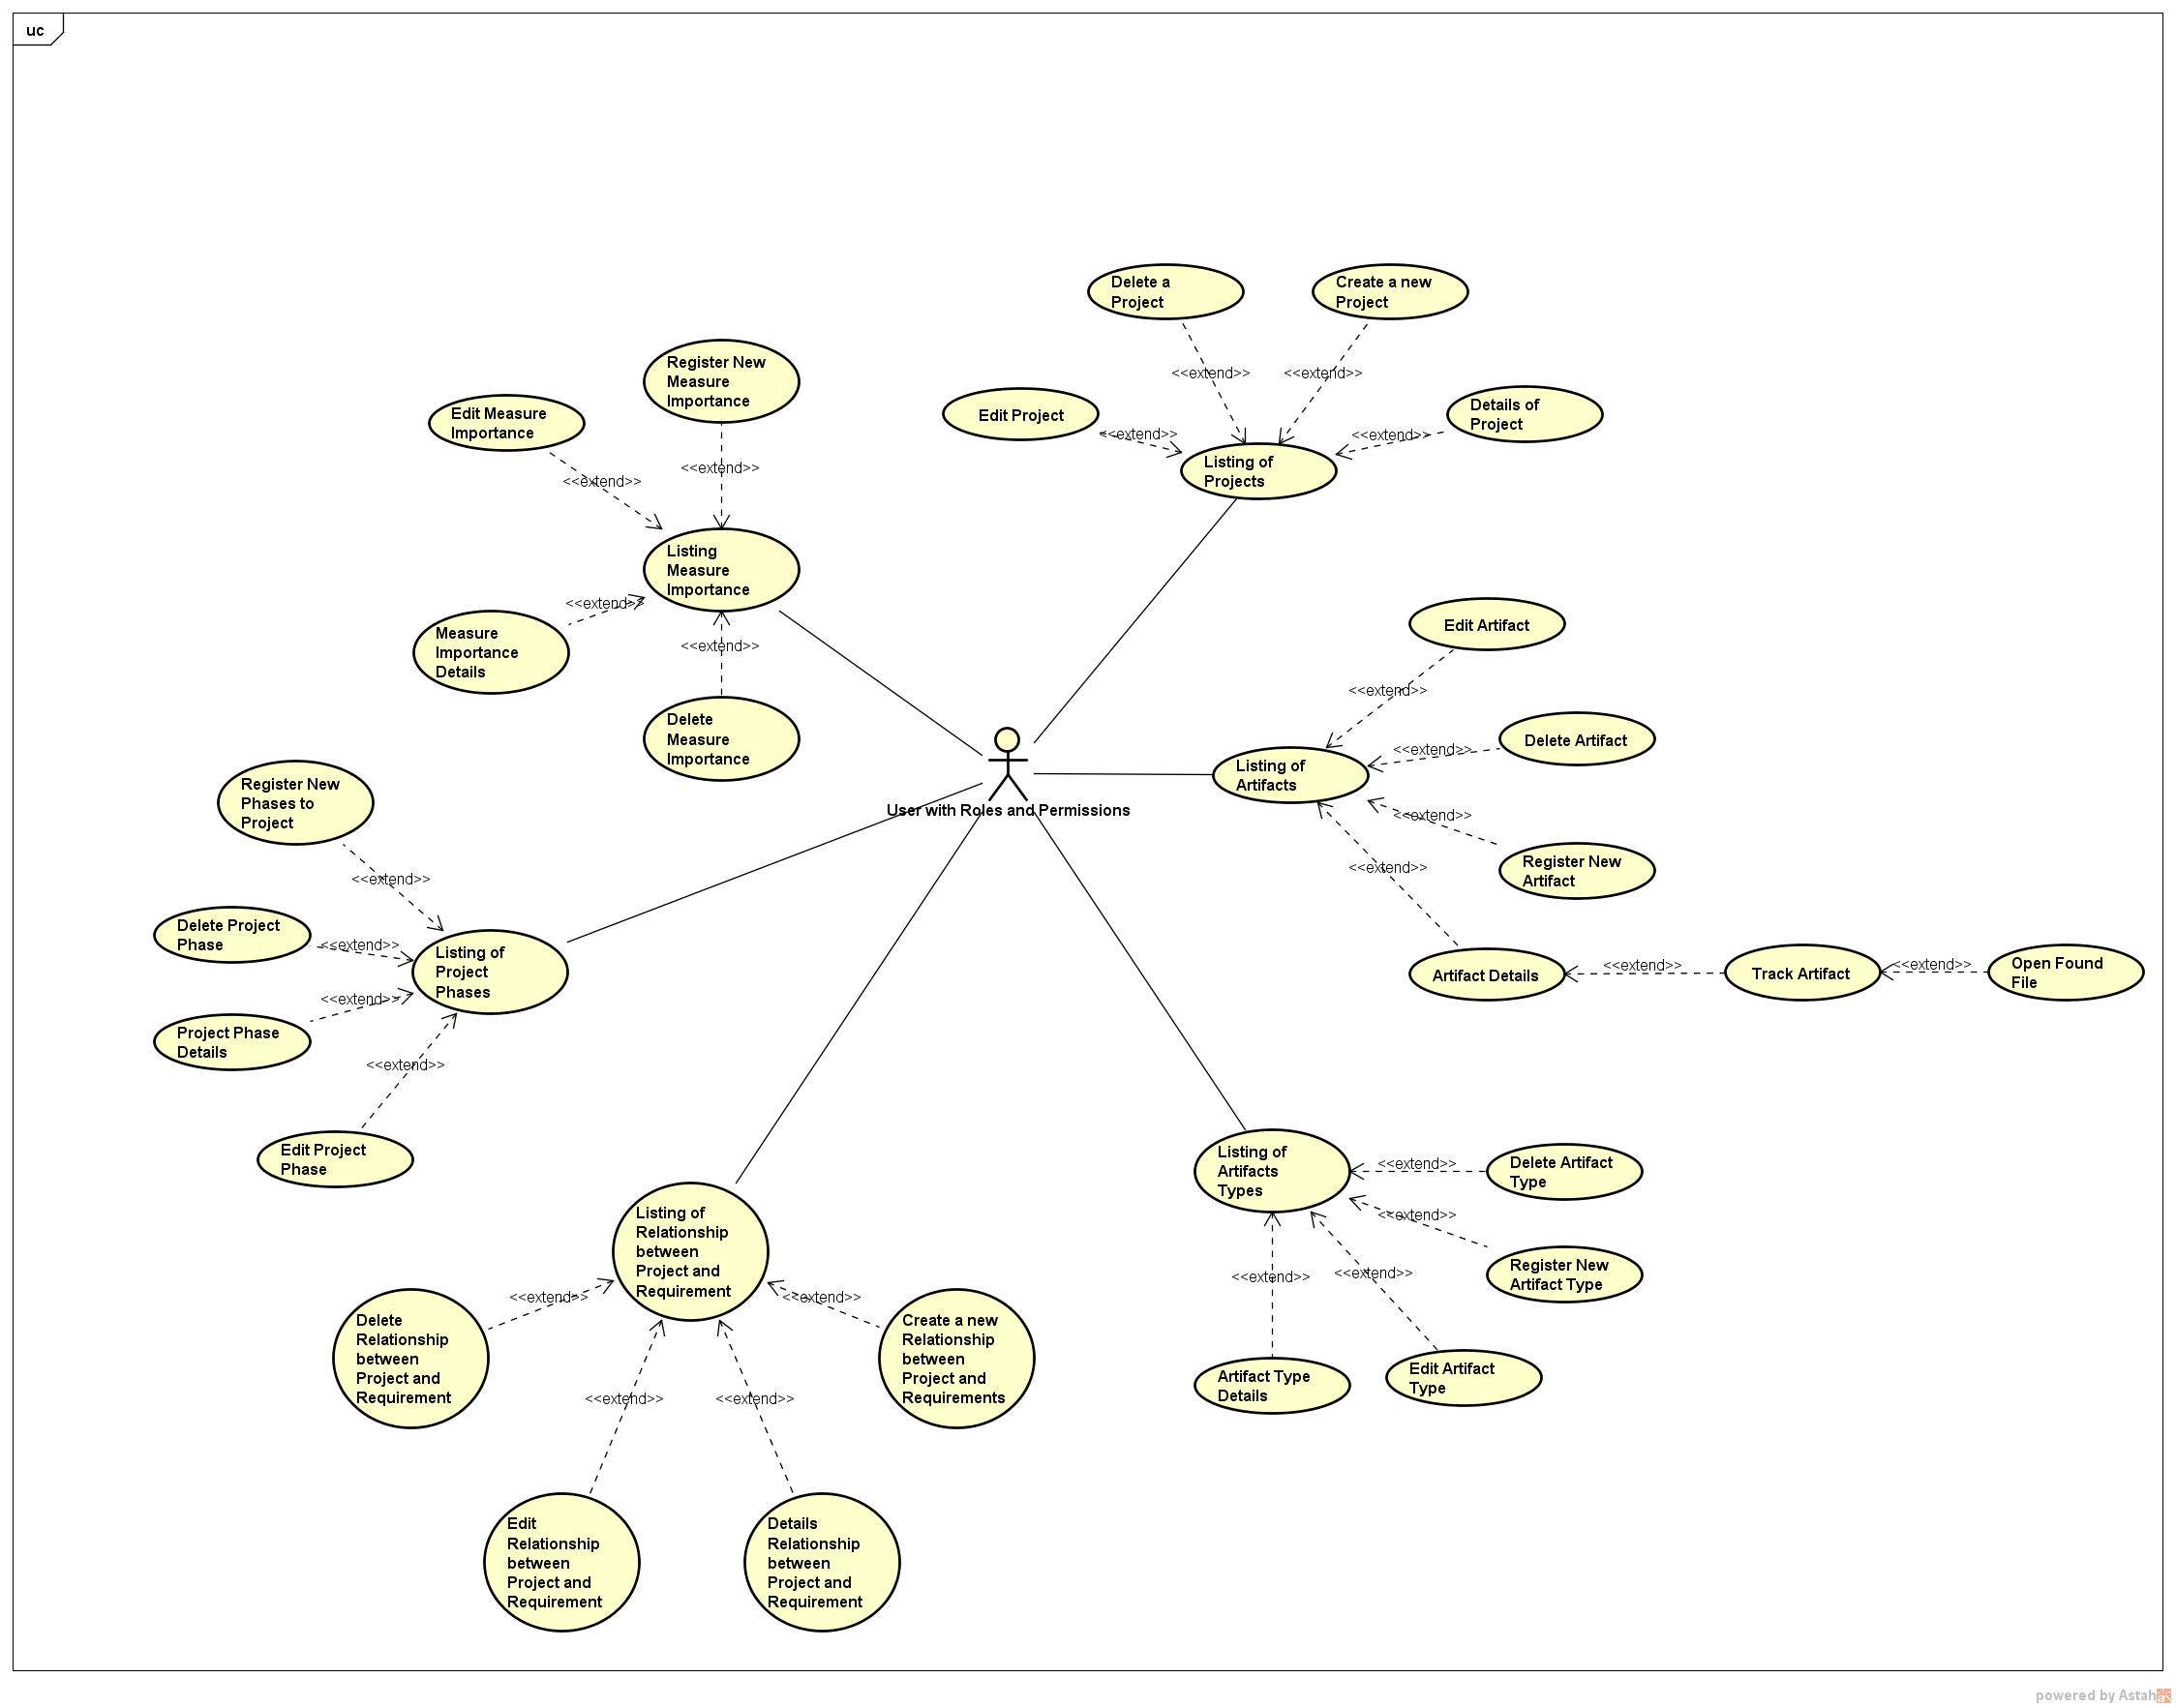 uc
Delete a
Project
Create a new
Project
Edit Project
<<extend>>
<<extend>>
Details of
Project
<<extend>>
<<extend>>
Listing of
Projects
Register New
Measure
Importance
Edit Measure
Importance
<<extend>>
<<extend>>
Listing
Measure
Importance
<<extend>>
Measure
Importance
Details
<<extend>>
Delete
Measure
Importance
Edit Artifact
<<extend>>
Delete Artifact
<<extend>>
Listing of
Artifacts
<<extend>>
Register New
Artifact
<<extend>>
Artifact Details
<<extend>>
Track Artifact
<<extend>>
Open Found
File
User with Roles and Permissions
Register New
Phases to
Project
<<extend>>
Delete Project
Phase
<<extend>>
Listing of
Project
Phases
<<extend>>
Project Phase
Details
<<extend>>
Edit Project
Phase
Listing of
Artifacts
Types
<<extend>>
Delete Artifact
Type
<<extend>>
Register New
Artifact Type
<<extend>>
<<extend>>
Artifact Type
Details
Edit Artifact
Type
Listing of
Relationship
between
Project and
Requirement
<<extend>>
<<extend>>
Delete
Relationship
between
Project and
Requirement
Create a new
Relationship
between
Project and
Requirements
<<extend>>
<<extend>>
Edit
Relationship
between
Project and
Requirement
Details
Relationship
between
Project and
Requirement
powered by Astah